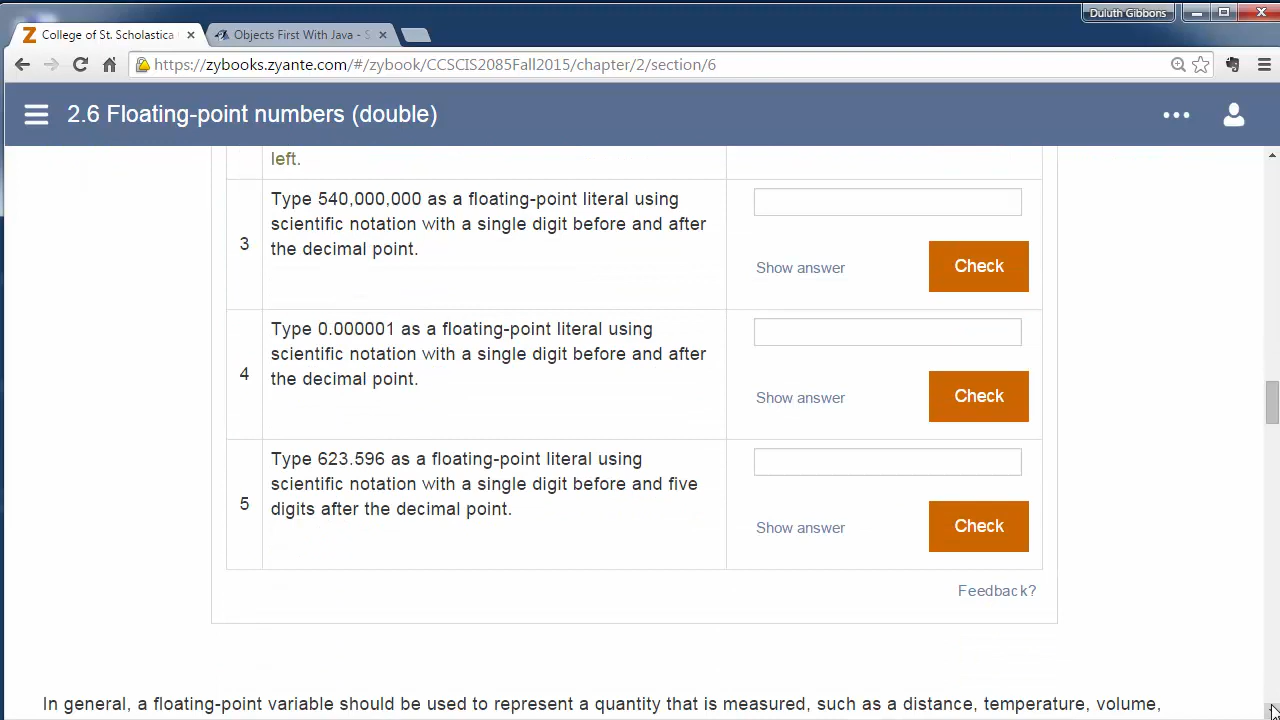 Duluth Gibbons
College of St. Scholastica
Objects First With Java - S
https://zybooks.zyante.com/#/zybook/CCSCIS2085Fall2015/chapter/2/section/6
2.6 Floating-point numbers (double)
left.
3
Type 540,000,000 as a floating-point literal using
scientific notation with a single digit before and after
the decimal point.
Show answer
Check
4
Type 0.000001 as a floating-point literal using
scientific notation with a single digit before and after
the decimal point.
Show answer
Check
5
Type 623.596 as a floating-point literal using
scientific notation with a single digit before and five
digits after the decimal point.
Show answer
Check
Feedback?
In general, a floating-point variable should be used to represent a quantity that is measured, such as a distance, temperature, volume,